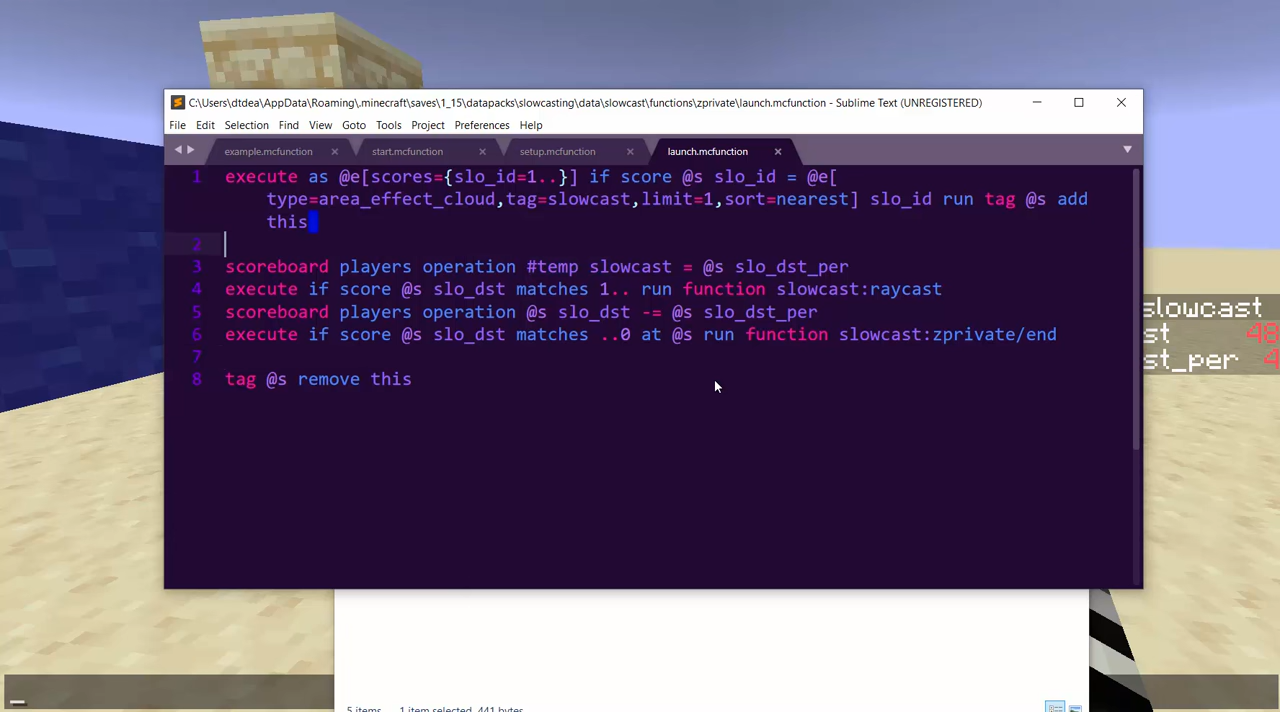 C:\Users\dtdea\AppData\Roaming\.minecraft\saves\1_15\datapacks\slowcasting\data\slowcast\functions\zprivate\launch.mcfunction - Sublime Text (UNREGISTERED)
File Edit Selection Find View Goto Tools Project Preferences Help
example.mcfunction start.mcfunction setup.mcfunction launch.mcfunction
1 execute as @e[scores={slo_id=1..}] if score @s slo_id = @e[
type=area_effect_cloud,tag=slowcast,limit=1,sort=nearest] slo_id run tag @s add
this
2
3 scoreboard players operation #temp slowcast = @s slo_dst_per
4 execute if score @s slo_dst matches 1.. run function slowcast:raycast
5 scoreboard players operation @s slo_dst -= @s slo_dst_per
6 execute if score @s slo_dst matches ..0 at @s run function slowcast:zprivate/end
7
8 tag @s remove this
slowcast
st 48
st_per 4
5 items 1 item selected, 441 bytes